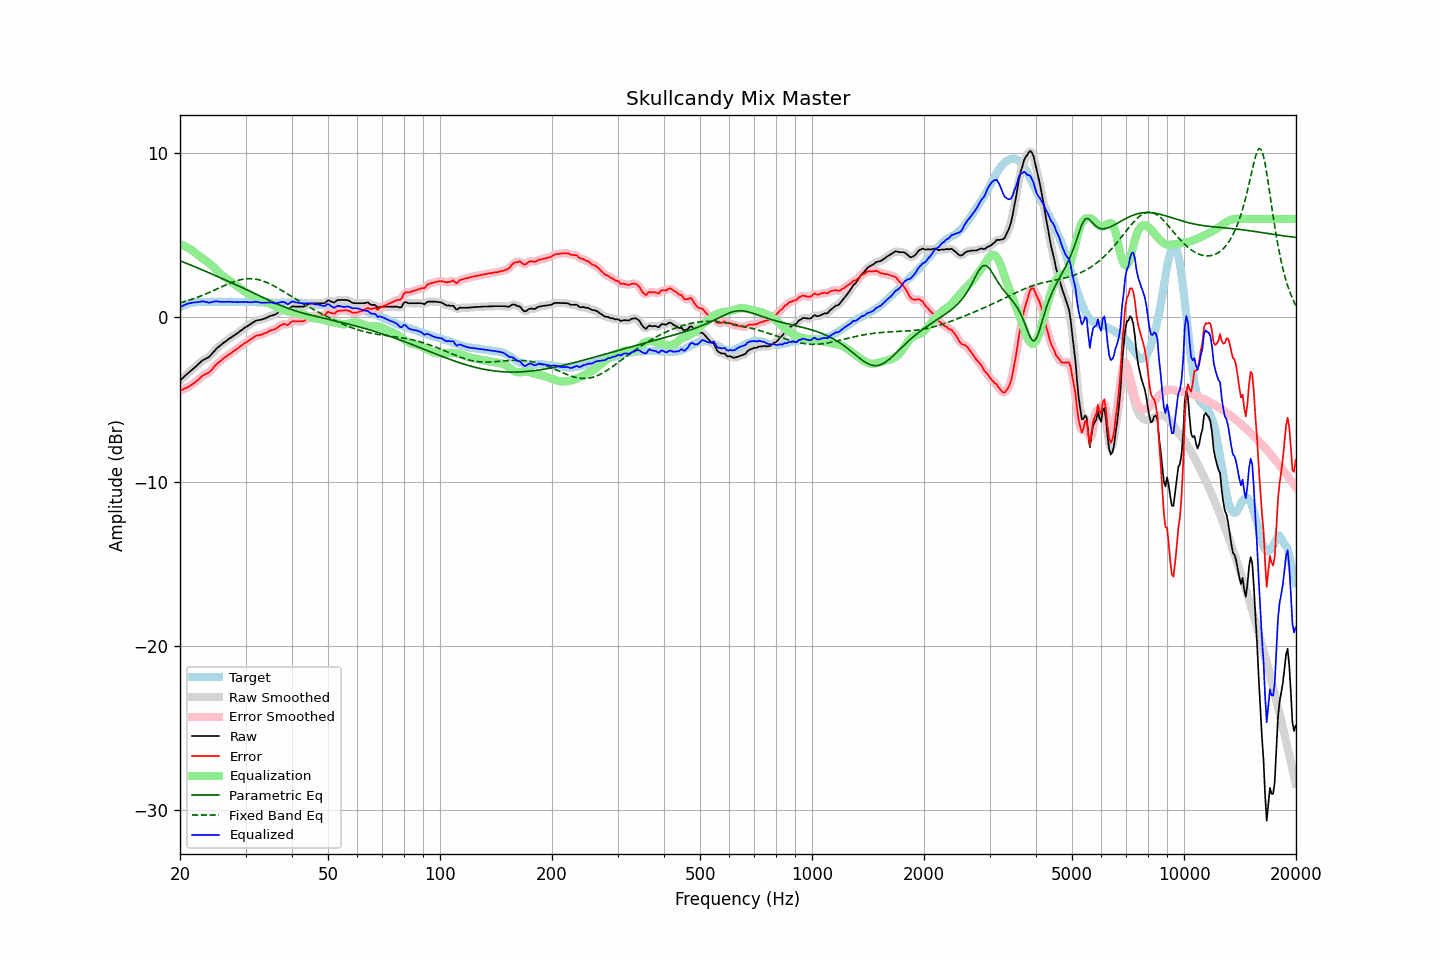 Skullcandy Mix Master
Amplitude (dBr)
10
0
−10
−20
−30
Target
Raw Smoothed
Error Smoothed
Raw
Error
Equalization
Parametric Eq
Fixed Band Eq
Equalized
20 50 100 200 500 1000 2000 5000 10000 20000
Frequency (Hz)